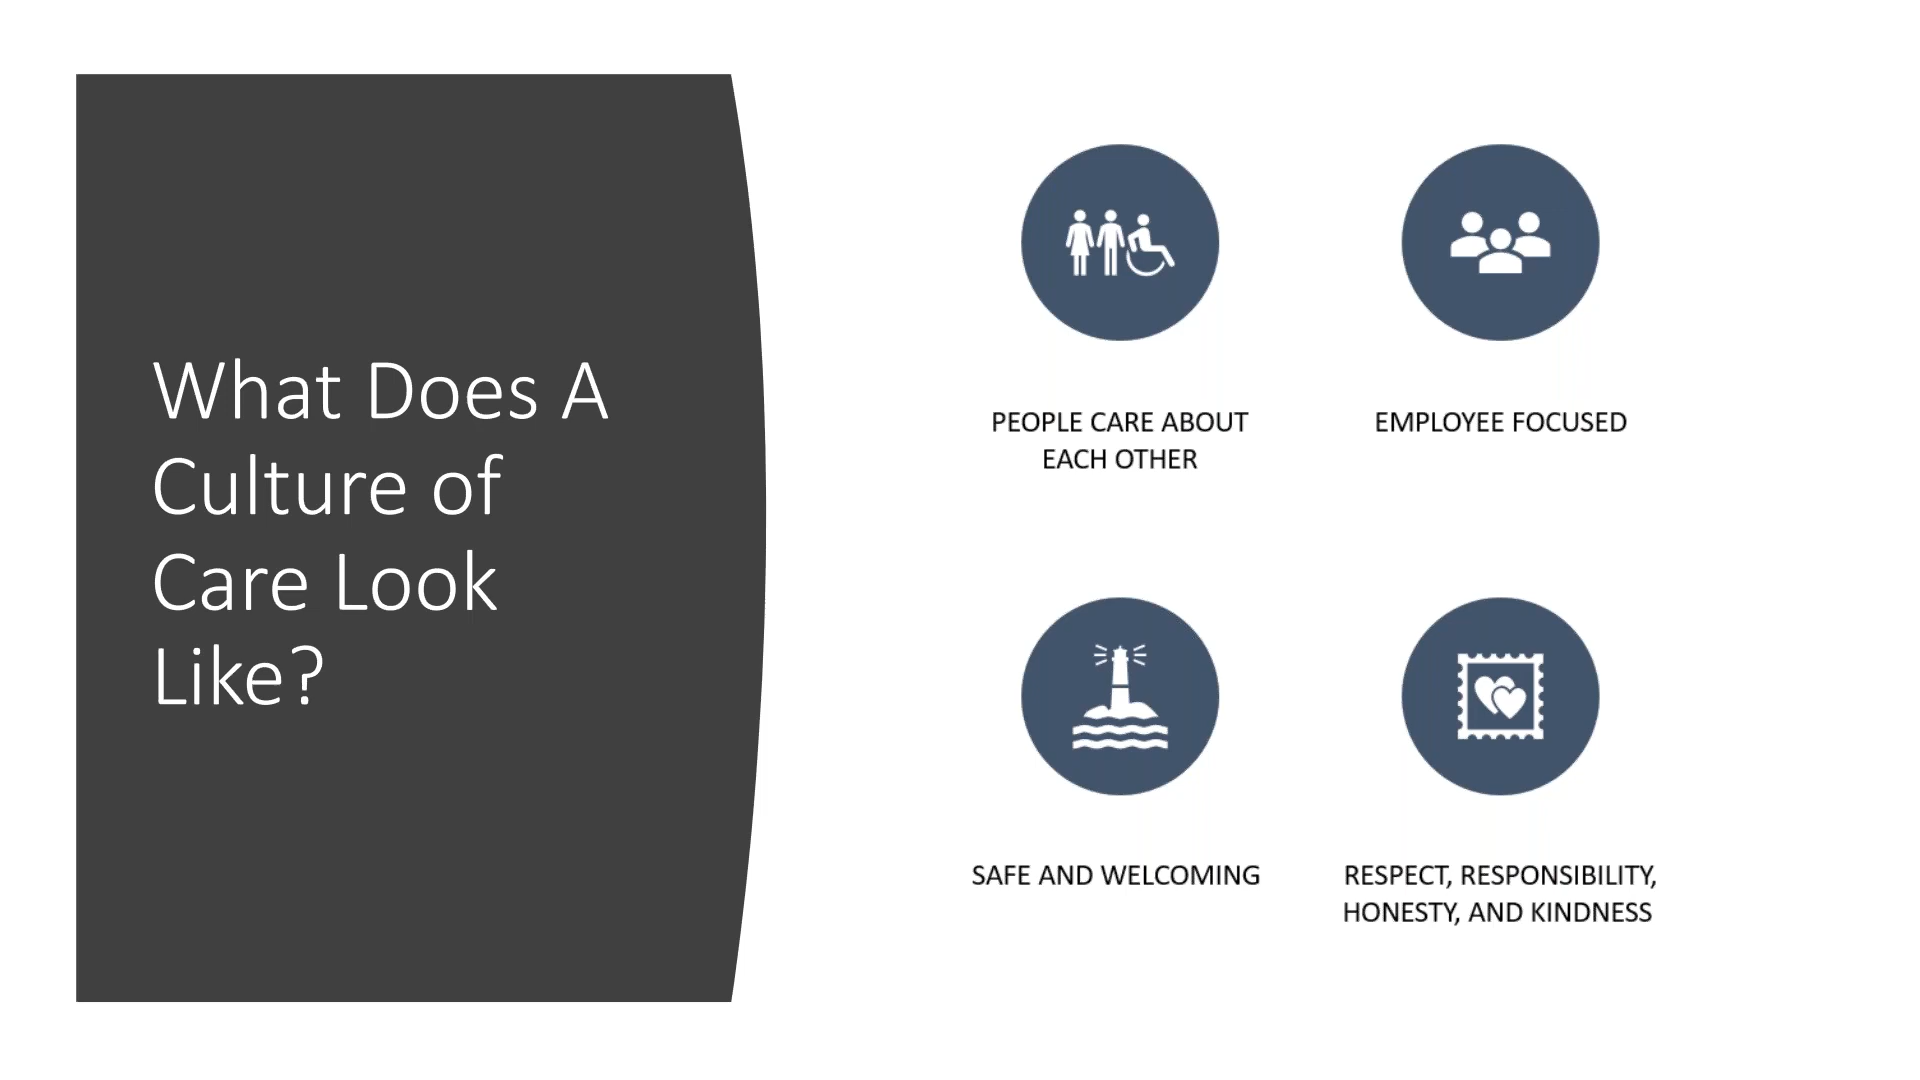 What Does A
Culture of
Care Look
Like?
PEOPLE CARE ABOUT
EACH OTHER
EMPLOYEE FOCUSED
SAFE AND WELCOMING
RESPECT, RESPONSIBILITY,
HONESTY, AND KINDNESS